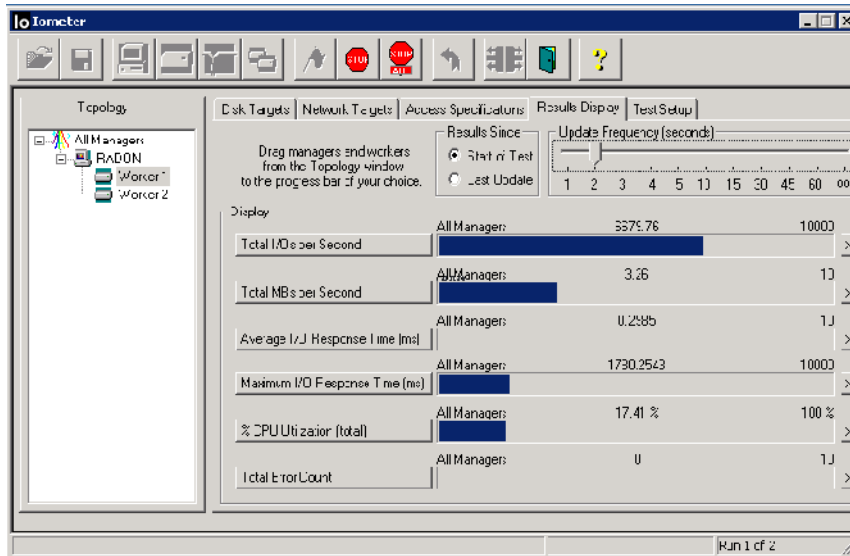 Iometer
STOP
STOP
ALL
?
Topology
All Managers
RADON
Worker 1
Worker 2
Disk Targets
Network Targets
Access Specifications
Results Display
Test Setup
Drag managers and workers
from the Topology window
to the progress bar of your choice.
Results Since
Start of Test
Last Update
Update Frequency (seconds)
1 2 3 4 5 10 15 30 45 60 oo
Display
All Managers 10000
Total I/Os per Second
All Managers 3.26 10
Total MBs per Second
All Managers 0.2985 10
Average I/O Response Time (ms)
All Managers 1780.2543 10000
Maximum I/O Response Time (ms)
All Managers 17.41 % 100 %
% CPU Utilization (total)
All Managers 0 10
Total Error Count
Run 1 of 2